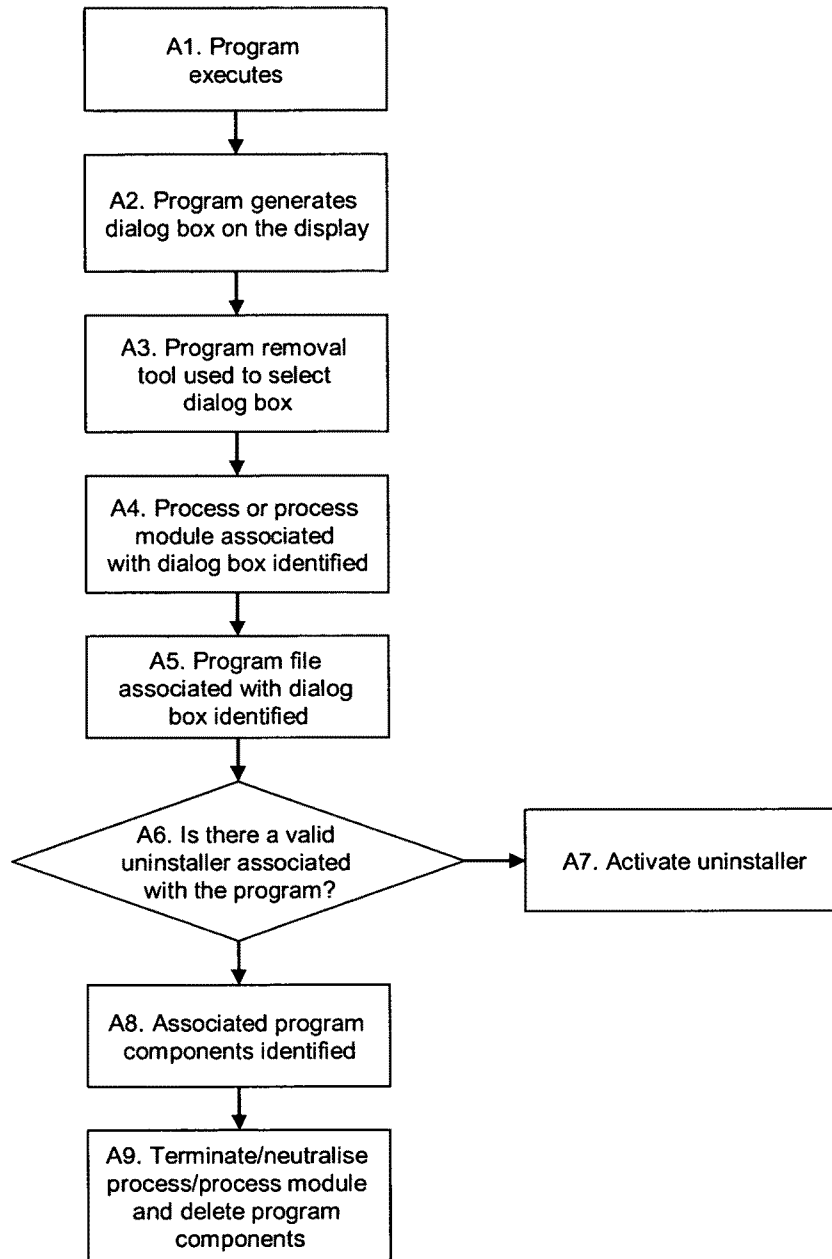 A1. Program
executes
A2. Program generates
dialog box on the display
A3. Program removal
tool used to select
dialog box
A4. Process or process
module associated
with dialog box identified
A5. Program file
associated with dialog
box identified
A6. Is there a valid
uninstaller associated
with the program?
A7. Activate uninstaller
A8. Associated program
components identified
A9. Terminate/neutralise
process/process module
and delete program
components